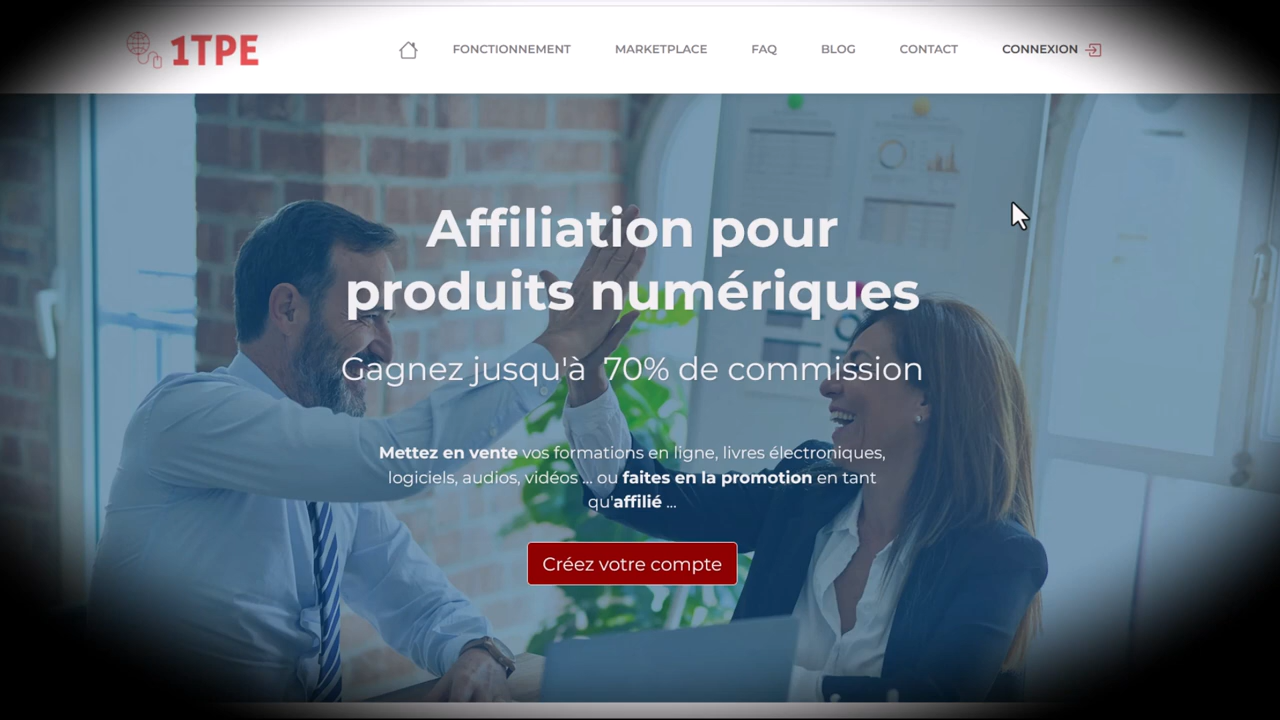 1TPE
FONCTIONNEMENT
MARKETPLACE
FAQ
BLOG
CONTACT
CONNEXION
Affiliation pour
produits numériques
Gagnez jusqu'à 70% de commission
Mettez en vente vos formations en ligne, livres électroniques,
logiciels, audios, vidéos ... ou faites en la promotion en tant
qu'affilié ...
Créez votre compte